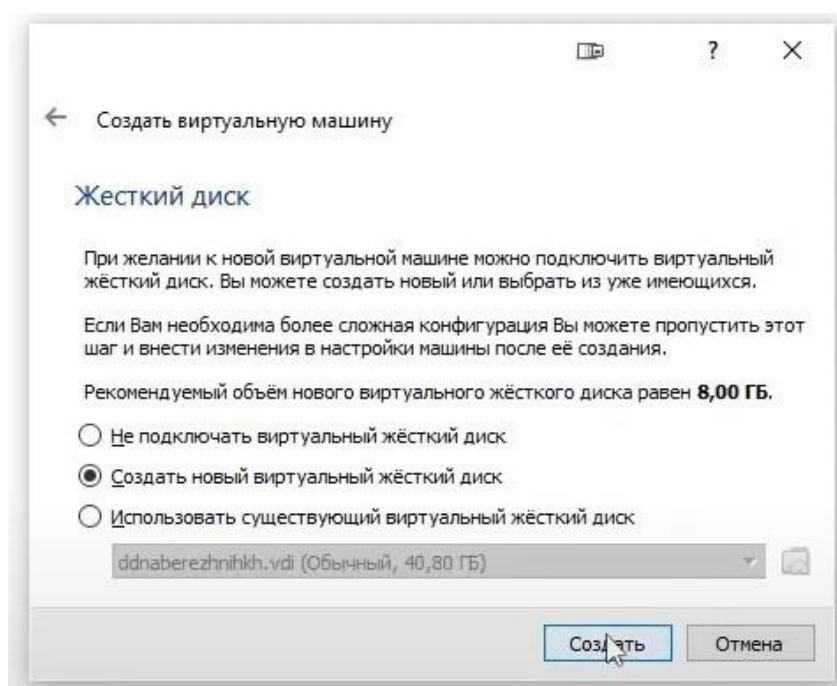 ?
Создать виртуальную машину
Жесткий диск
При желании к новой виртуальной машине можно подключить виртуальный
жёсткий диск. Вы можете создать новый или выбрать из уже имеющихся.
Если Вам необходима более сложная конфигурация Вы можете пропустить этот
шаг и внести изменения в настройки машины после её создания.
Рекомендуемый объём нового виртуального жёсткого диска равен 8,00 ГБ.
Не подключать виртуальный жёсткий диск
Создать новый виртуальный жёсткий диск
Использовать существующий виртуальный жёсткий диск
ddnaberezhnihkh.vdi (Обычный, 40,80 ГБ)
Создать Отмена